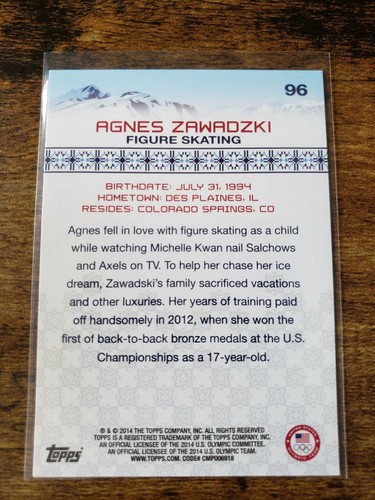 96
AGNES ZAWADZKI
FIGURE SKATING
BIRTHDATE: JULY 31, 1994
HOMETOWN: DES PLAINES, IL
RESIDES: COLORADO SPRINGS, CO
Agnes fell in love with figure skating as a child
while watching Michelle Kwan nail Salchows
and Axels on TV. To help her chase her ice
dream, Zawadski's family sacrificed vacations
and other luxuries. Her years of training paid
off handsomely in 2012, when she won the
first of back-to-back bronze medals at the U.S.
Championships as a 17-year-old.
® & © 2014 THE TOPPS COMPANY, INC. ALL RIGHTS RESERVED
TOPPS IS A REGISTERED TRADEMARK OF THE TOPPS COMPANY, INC.
AN OFFICIAL LICENSEE OF THE 2014 U.S. OLYMPIC COMMITTEE.
AN OFFICIAL LICENSEE OF THE 2014 U.S. OLYMPIC TEAM.
WWW.TOPPS.COM. CODE# CMP006918
Topps